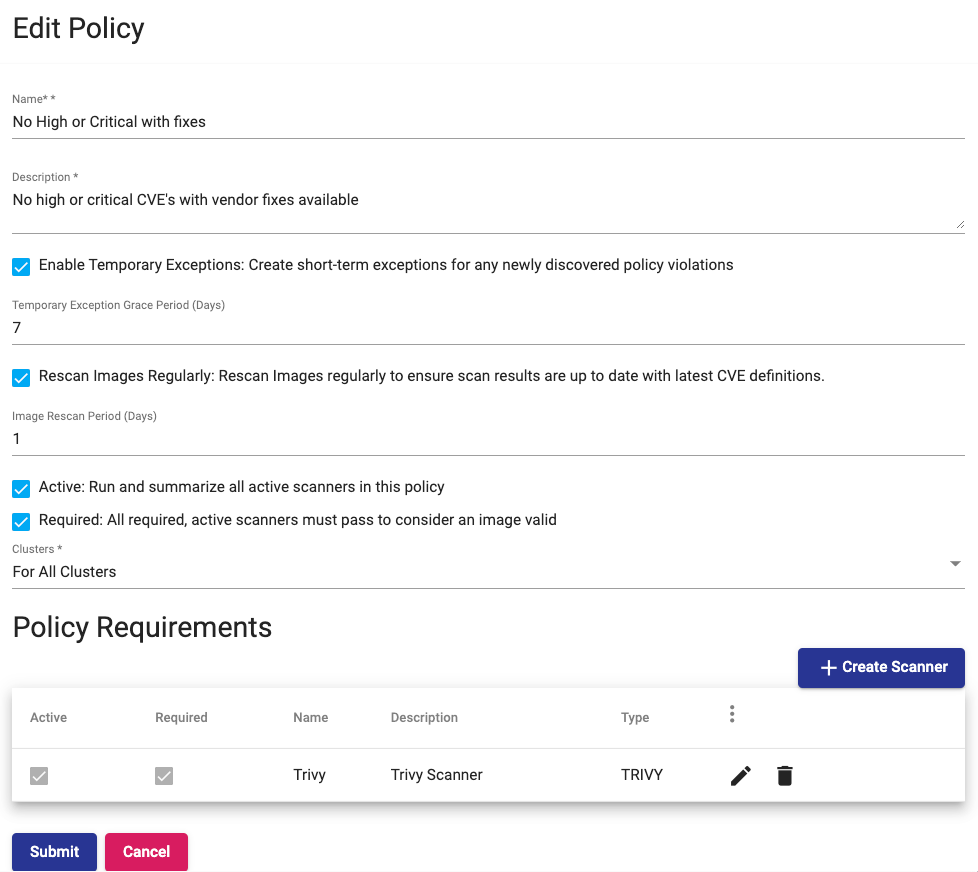 Edit Policy
Name* *
No High or Critical with fixes
Description *
No high or critical CVE's with vendor fixes available
Enable Temporary Exceptions: Create short-term exceptions for any newly discovered policy violations
Temporary Exception Grace Period (Days)
7
Rescan Images Regularly: Rescan Images regularly to ensure scan results are up to date with latest CVE definitions.
Image Rescan Period (Days)
1
Active: Run and summarize all active scanners in this policy
Required: All required, active scanners must pass to consider an image valid
Clusters *
For All Clusters
Policy Requirements
Create Scanner
Active Required Name Description Type
Trivy Trivy Scanner TRIVY
Submit Cancel